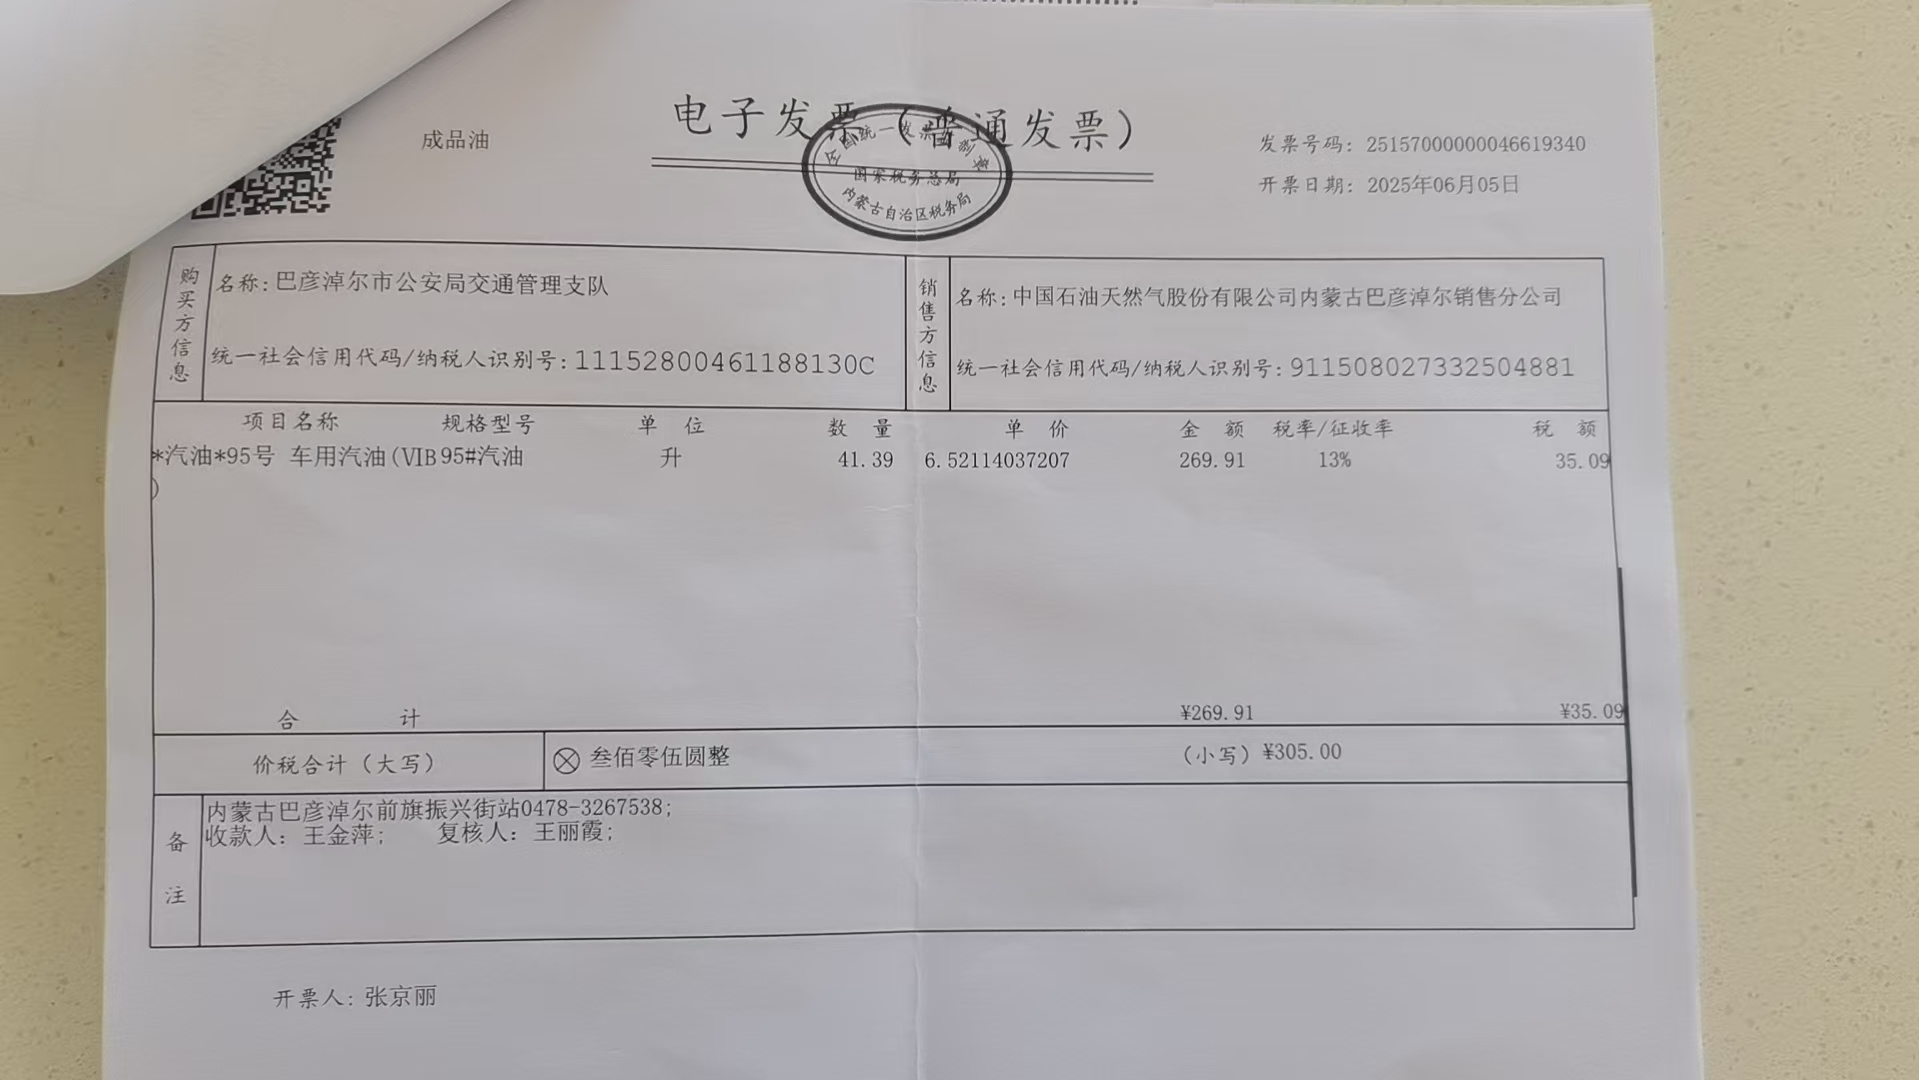 成品油
电子发票（普通发票）
全国统一发票监制章
国家税务总局
内蒙古自治区税务局
发票号码：25157000000046619340
开票日期：2025年06月05日
购买方信息
名称：巴彦淖尔市公安局交通管理支队
统一社会信用代码/纳税人识别号：11152800461188130C
销售方信息
名称：中国石油天然气股份有限公司内蒙古巴彦淖尔销售分公司
统一社会信用代码/纳税人识别号：911508027332504881
项目名称 规格型号 单 位 数 量 单 价 金 额 税率/征收率 税 额
*汽油*95号 车用汽油(VIB 95#汽油 升 41.39 6.52114037207 269.91 13% 35.09
)
合 计 ¥269.91 ¥35.09
价税合计（大写） ⊗ 叁佰零伍圆整 （小写）¥305.00
备注
内蒙古巴彦淖尔前旗振兴街站0478-3267538;
收款人：王金萍; 复核人：王丽霞;
开票人：张京丽